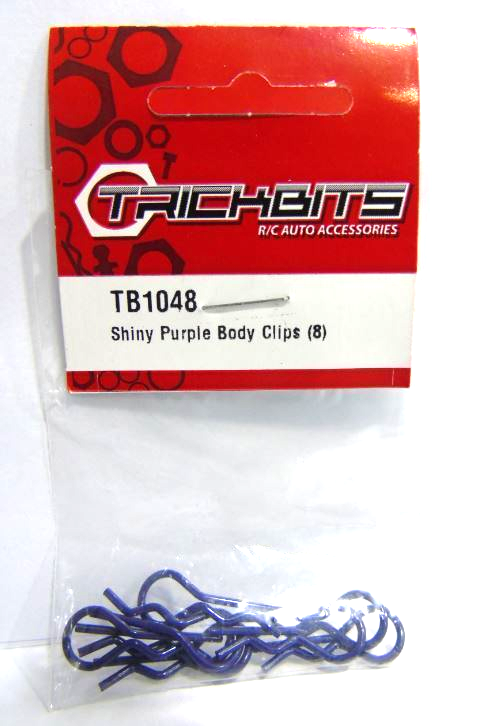 TRICKBITS
R/C AUTO ACCESSORIES
TB1048
Shiny Purple Body Clips (8)